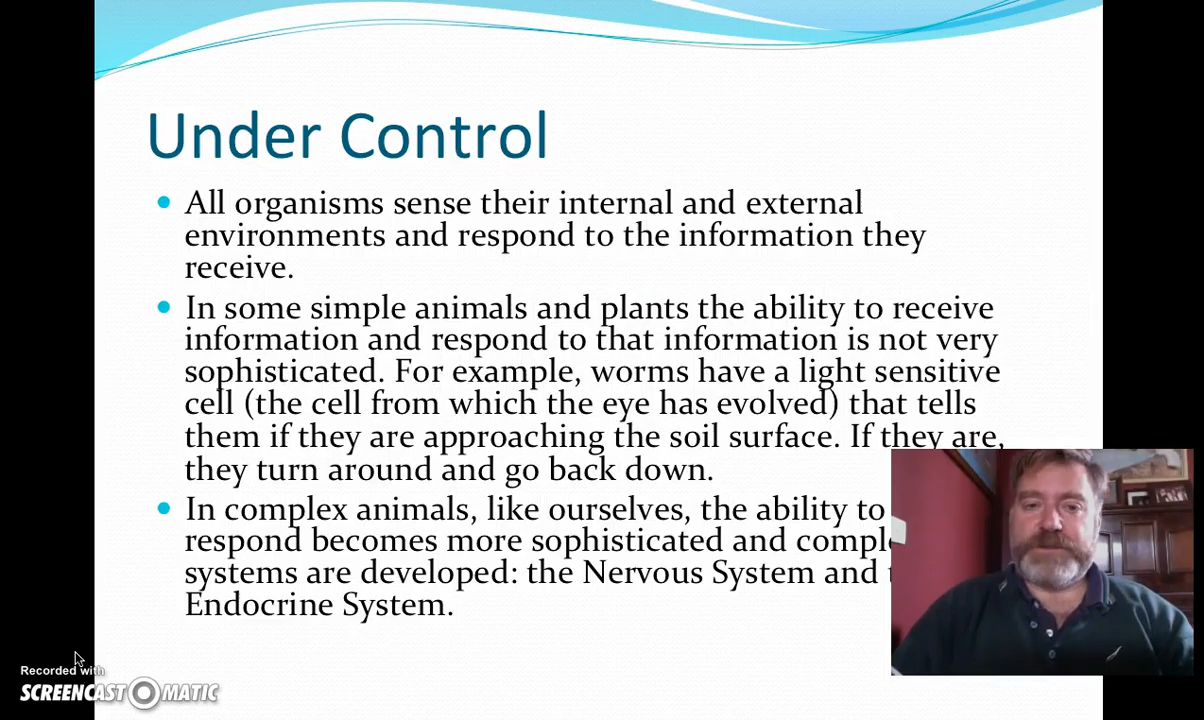 Under Control
All organisms sense their internal and external
environments and respond to the information they
receive.
In some simple animals and plants the ability to receive
information and respond to that information is not very
sophisticated. For example, worms have a light sensitive
cell (the cell from which the eye has evolved) that tells
them if they are approaching the soil surface. If they are,
they turn around and go back down.
In complex animals, like ourselves, the ability to
respond becomes more sophisticated and
systems are developed: the Nervous System and
Endocrine System.
Recorded with
SCREENCAST MATIC